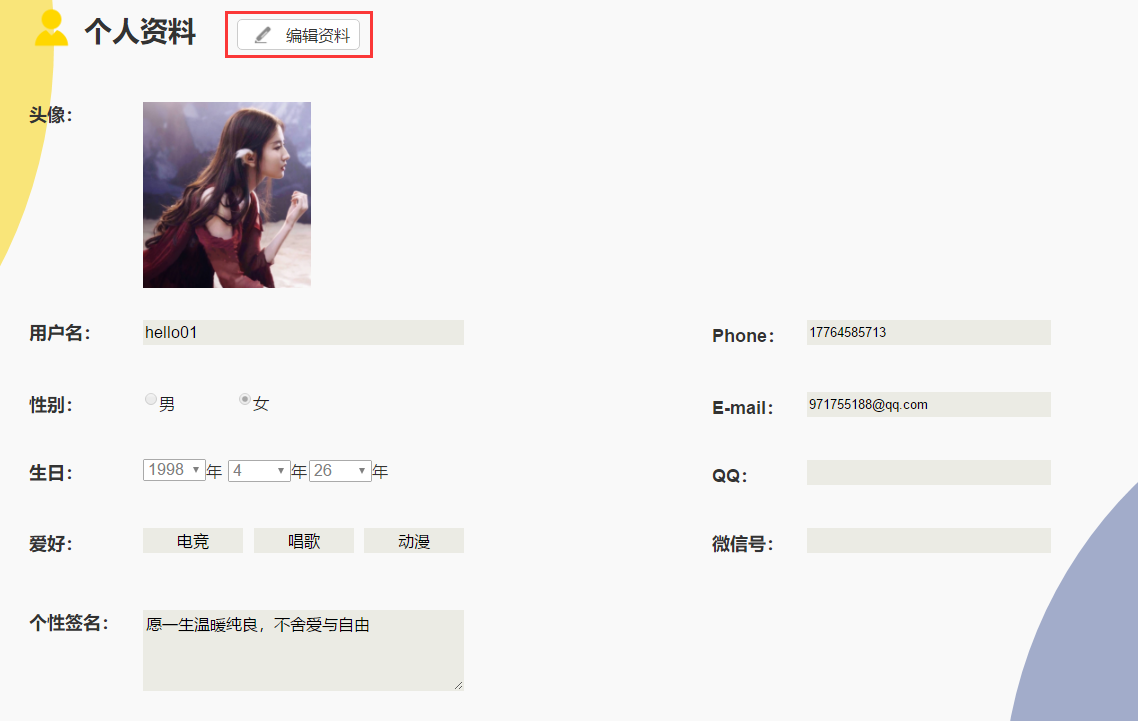 个人资料 编辑资料
头像：
用户名： hello01 Phone： 17764585713
性别： 男 女 E-mail： 971755188@qq.com
生日： 1998 年 4 年 26 年 QQ：
爱好： 电竞 唱歌 动漫 微信号：
个性签名： 愿一生温暖纯良，不舍爱与自由